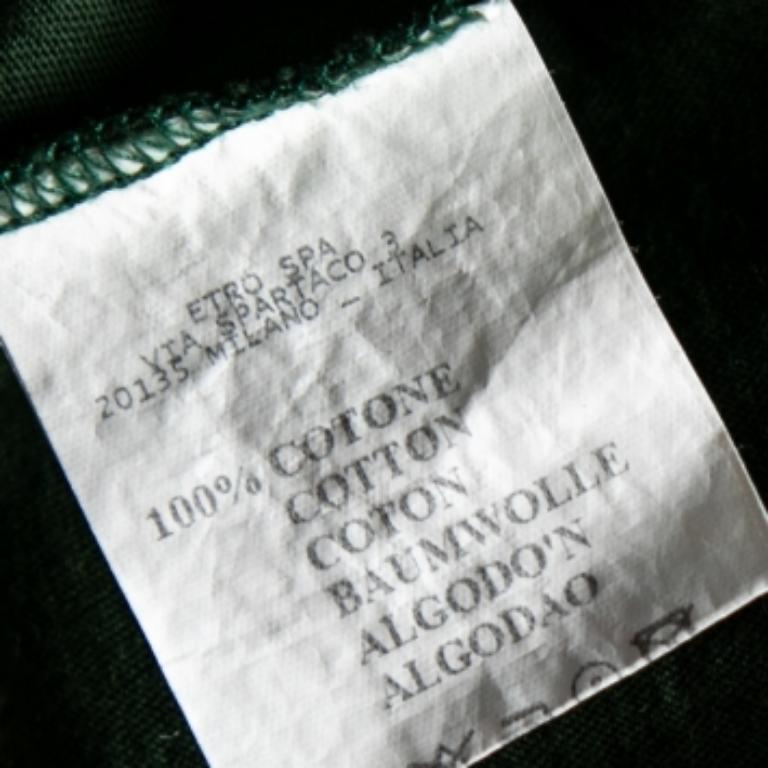 ETRO SPA
VIA SPARTACO 3
20135 MILANO - ITALIA
100% COTONE
COTTON
COTON
BAUMWOLLE
ALGODO'N
ALGODAO